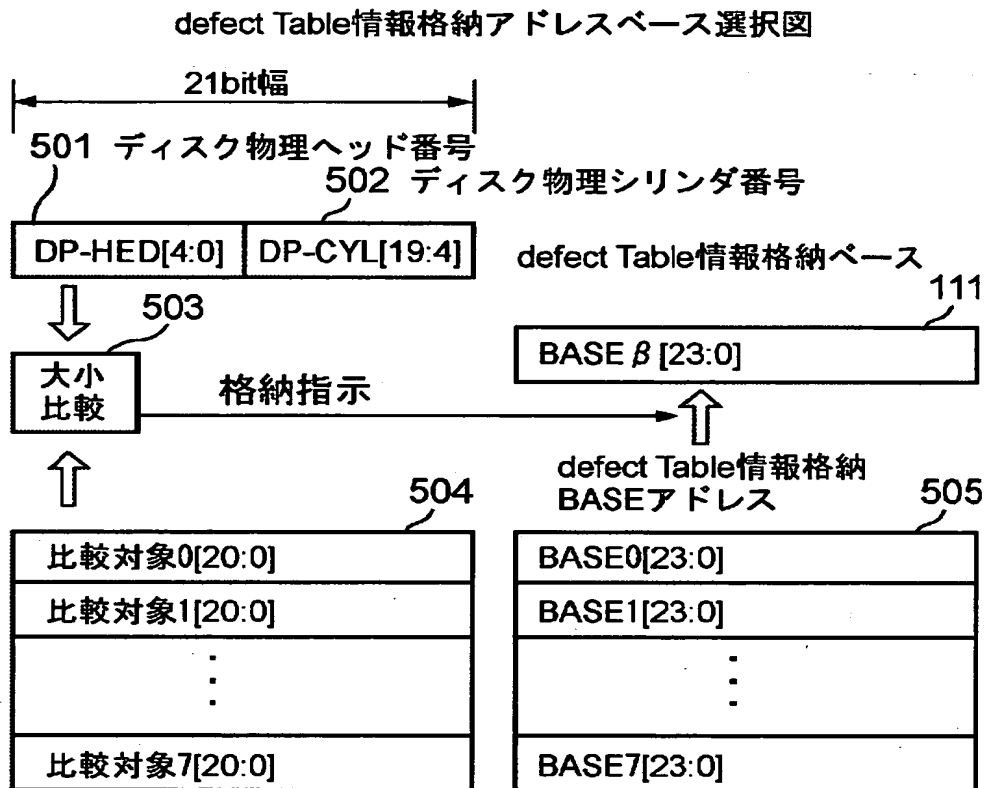 defect Table情報格納アドレスベース選択図
21bit幅
501 ディスク物理ヘッド番号
502 ディスク物理シリンダ番号
DP-HED[4:0] DP-CYL[19:4]
defect Table情報格納ベース
111
503
BASE β [23:0]
大小
比較
格納指示
defect Table情報格納
BASEアドレス
504
505
比較対象0[20:0]
BASE0[23:0]
比較対象1[20:0]
BASE1[23:0]
比較対象7[20:0]
BASE7[23:0]